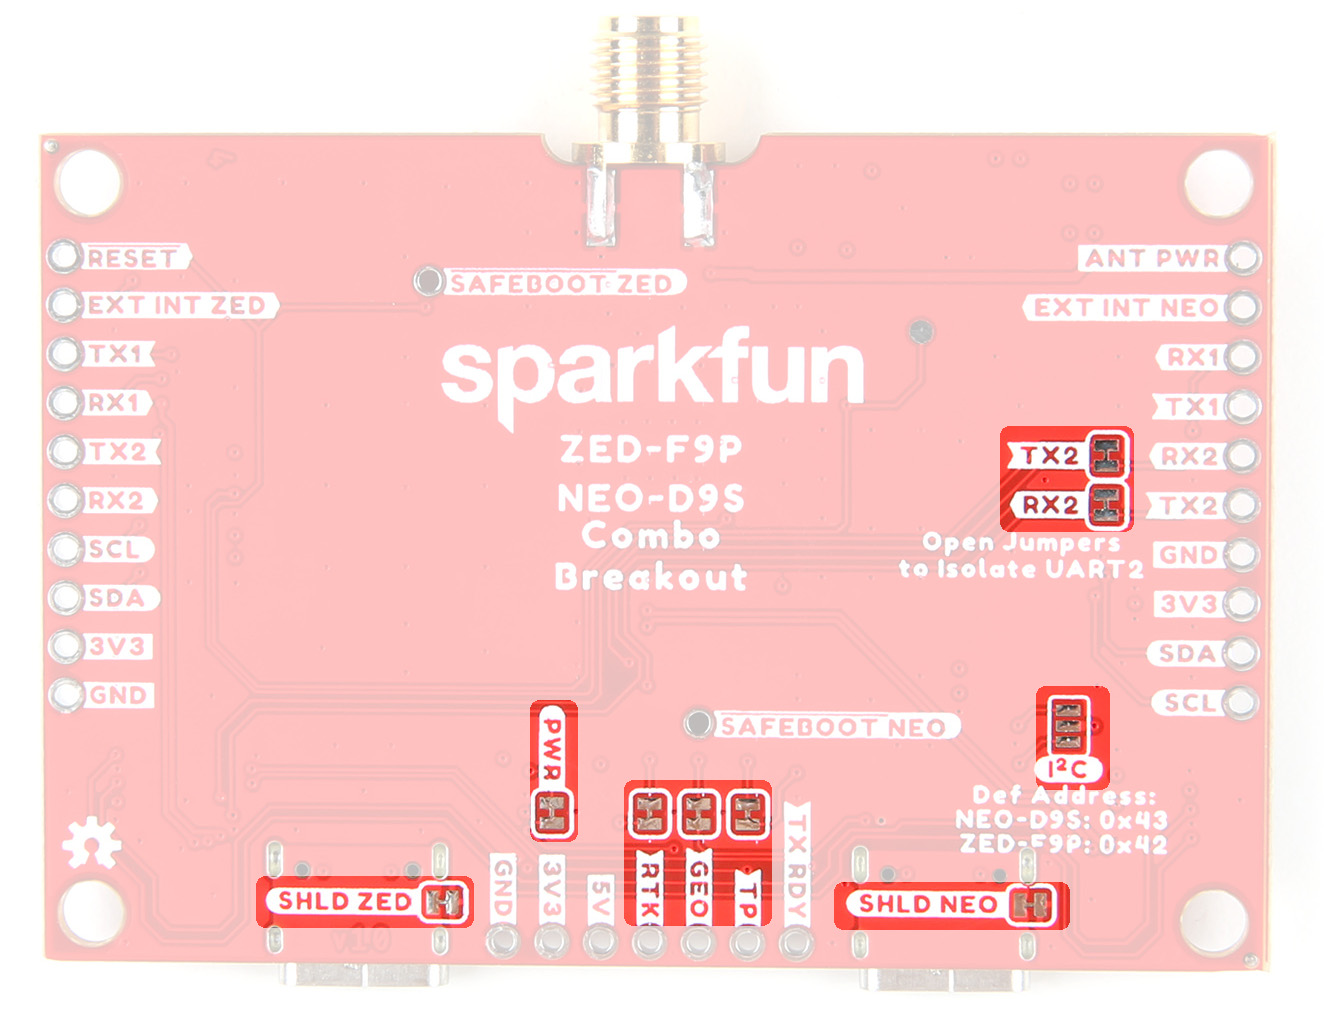 RESET
EXT INT ZED
TX1
RX1
TX2
RX2
SCL
SDA
3V3
GND
SAFEBOOT ZED
sparkfun
ZED-F9P
NEO-D9S
Combo
Breakout
ANT PWR
EXT INT NEO
RX1
TX1
RX2
TX2
GND
3V3
SDA
SCL
TX2
RX2
Open Jumpers
to Isolate UART2
SAFEBOOT NEO
I²C
Def Address:
NEO-D9S: 0x43
ZED-F9P: 0x42
PWR
SHLD ZED
V10
GND
3V3
5V
RTK
GEO
TP
TX RDY
SHLD NEO